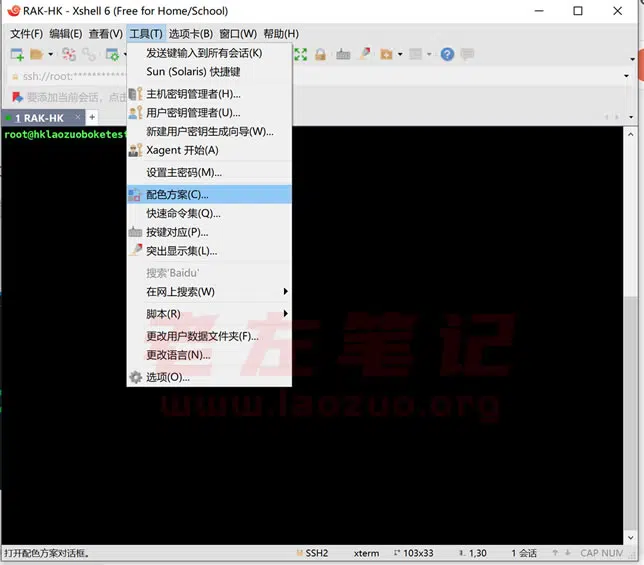 RAK-HK - Xshell 6 (Free for Home/School)
文件(F) 编辑(E) 查看(V) 工具(T) 选项卡(B) 窗口(W) 帮助(H)
ssh://root:***********
要添加当前会话，点击
1 RAK-HK
root@hklaozuobokete
发送键输入到所有会话(K)
Sun (Solaris) 快捷键
主机密钥管理者(H)...
用户密钥管理者(U)...
新建用户密钥生成向导(W)...
Xagent 开始(A)
设置主密码(M)...
配色方案(C)...
快速命令集(Q)...
按键对应(P)...
突出显示集(L)...
搜索'Baidu'
在网上搜索(W)
脚本(R)
更改用户数据文件夹(F)...
更改语言(N)...
选项(O)...
老左笔记
www.laozuo.org
打开配色方案对话框。 SSH2 xterm 103x33 1,30 1 会话 CAP NUM